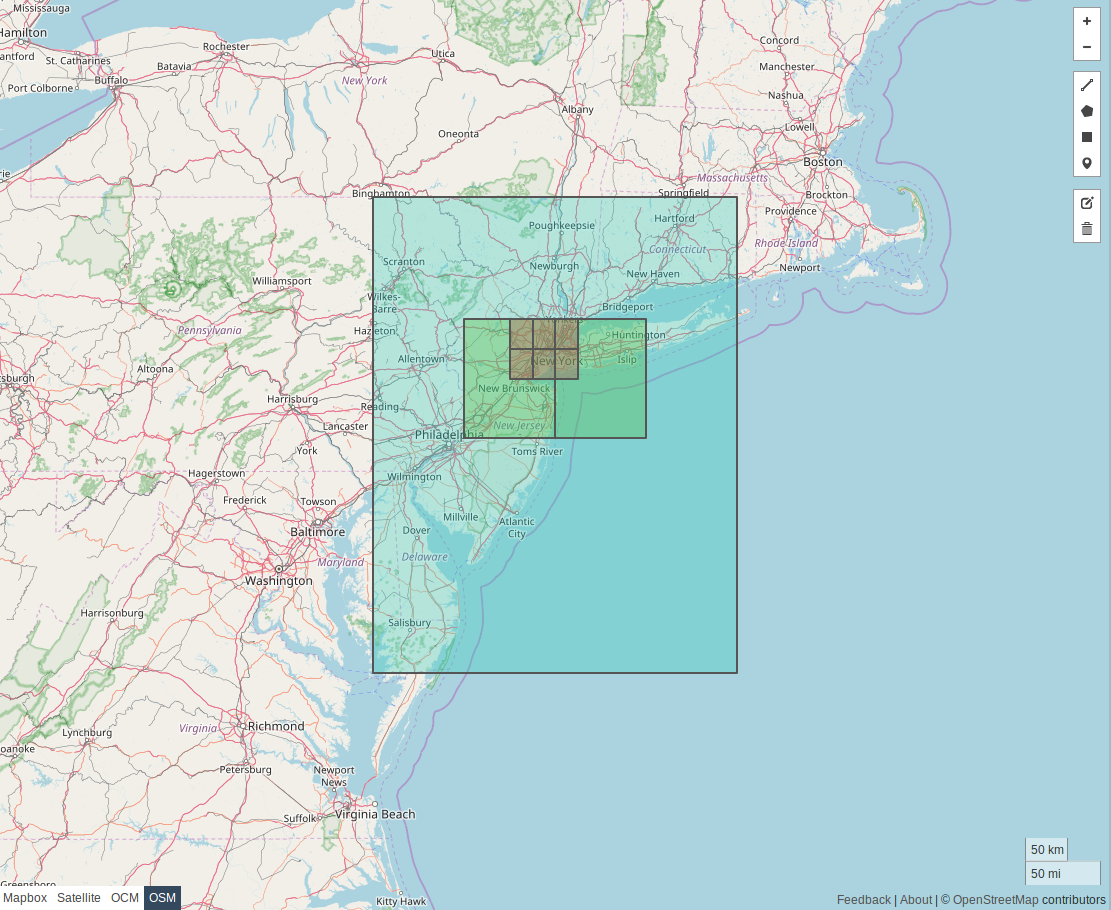 Mississauga
Hamilton
antford
St. Catharines
Port Colborne
Buffalo
Batavia
Rochester
New York
Utica
Concord
Manchester
Nashua
Lowell
Albany
Oneonta
Boston
rie
Massachusetts
Binghamton
Springfield
Brockton
Providence
Poughkeepsie
Hartford
Connecticut
Rhode Island
Newport
Scranton
Newburgh
New Haven
Williamsport
Wilkes-
Barre
Bridgeport
Pennsylvania
Hazleton
Huntington
Allentown
New York
Islip
Altoona
sburgh
New Brunswick
Harrisburg
Reading
Lancaster
New Jersey
Philadelphia
York
Toms River
Hagerstown
Wilmington
Frederick
Towson
Millville
Atlantic
City
Baltimore
Dover
Delaware
Maryland
Washington
Harrisonburg
Salisbury
Virginia
Richmond
Lynchburg
oanoke
Petersburg
Newport
News
Suffolk
Virginia Beach
Greensboro
Kitty Hawk
+
−
50 km
50 mi
Mapbox Satellite OCM OSM
Feedback | About | © OpenStreetMap contributors